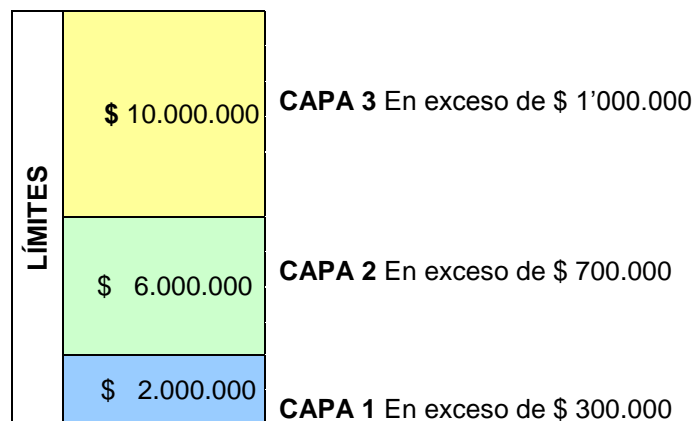 LÍMITES
$ 10.000.000
CAPA 3 En exceso de $ 1’000.000
$ 6.000.000
CAPA 2 En exceso de $ 700.000
$ 2.000.000
CAPA 1 En exceso de $ 300.000